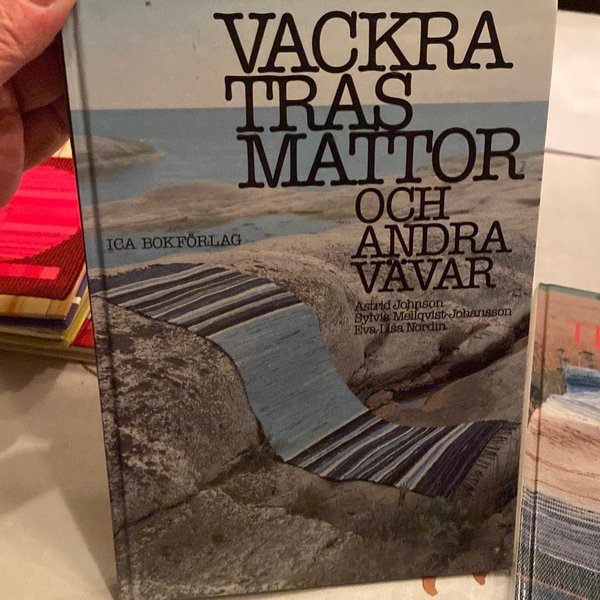 VACKRA
TRAS
MATTOR
OCH
ANDRA
VÄVAR
ICA BOKFÖRLAG
Astrid Johnson
Sylvia Mellqvist-Johansson
Eva-Lisa Nordin